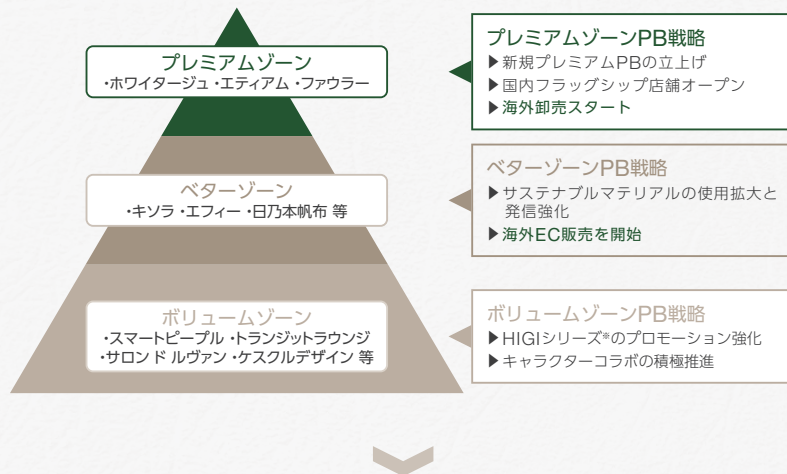 プレミアムゾーン
・ホワイタージュ ・エティアム ・ファウラー
プレミアムゾーンPB戦略
▶新規プレミアムPBの立上げ
▶国内フラッグシップ店舗オープン
▶海外卸売スタート
ベターゾーン
・キソラ ・エフィー ・日乃本帆布 等
ベターゾーンPB戦略
▶サステナブルマテリアルの使用拡大と
発信強化
▶海外EC販売を開始
ボリュームゾーン
・スマートピープル ・トランジットラウンジ
・サロン ド ルヴァン ・ケスクルデザイン 等
ボリュームゾーンPB戦略
▶HIGIシリーズ※のプロモーション強化
▶キャラクターコラボの積極推進